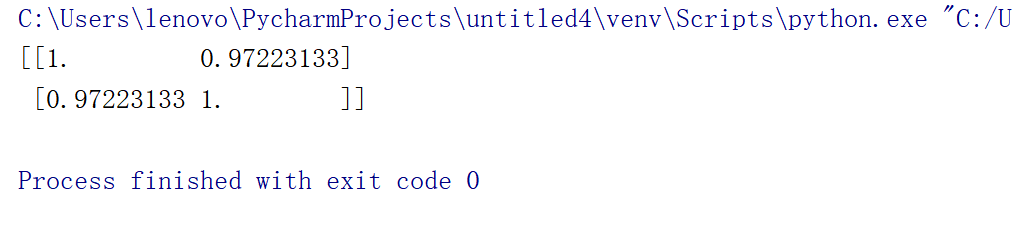 C:\Users\lenovo\PycharmProjects\untitled4\venv\Scripts\python.exe "C:/U
[[1.         0.97223133]
 [0.97223133 1.        ]]
Process finished with exit code 0